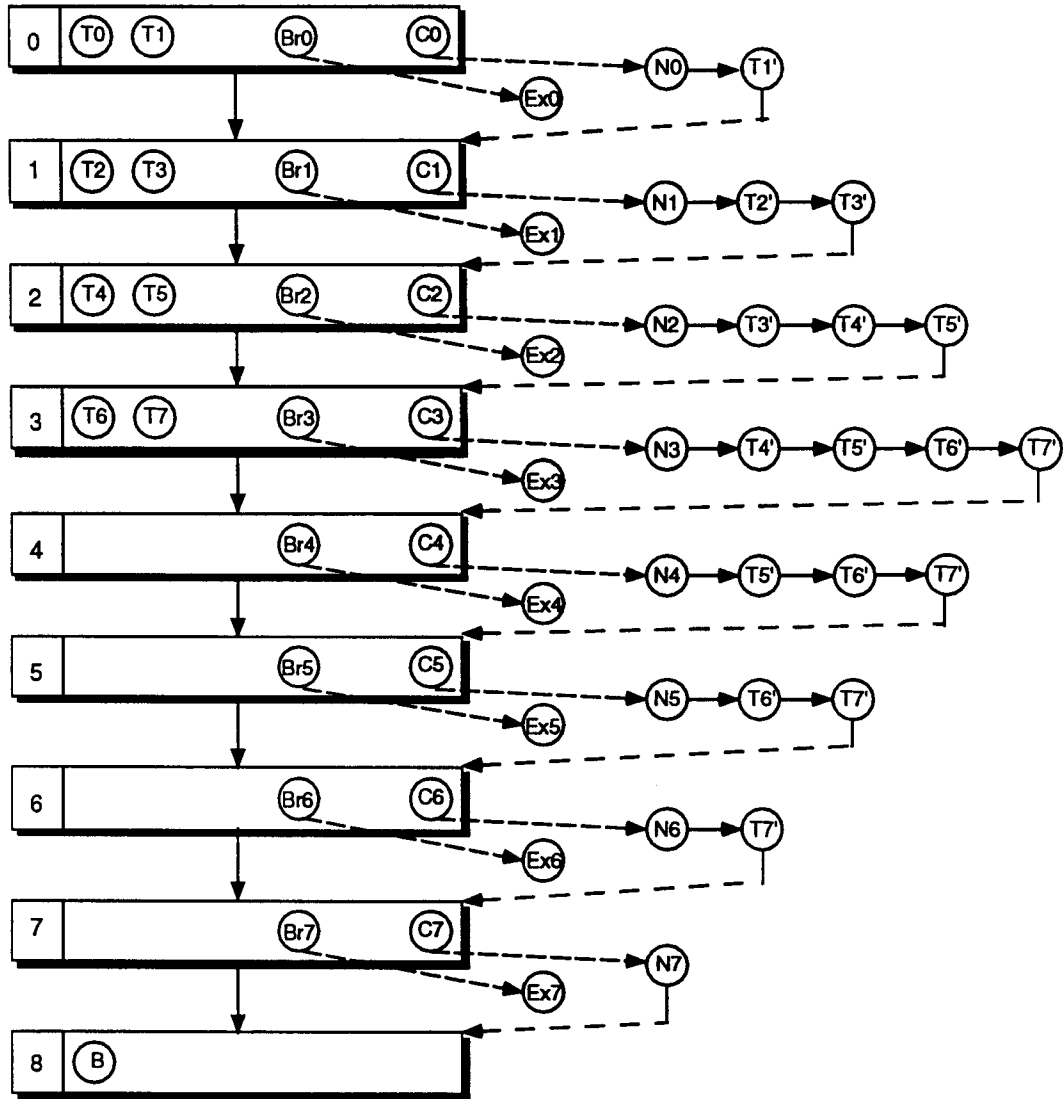 0 T0 T1 Br0 C0 N0 T1'
Ex0
1 T2 T3 Br1 C1 N1 T2' T3'
Ex1
2 T4 T5 Br2 C2 N2 T3' T4' T5'
Ex2
3 T6 T7 Br3 C3 N3 T4' T5' T6' T7'
Ex3
4 Br4 C4 N4 T5' T6' T7'
Ex4
5 Br5 C5 N5 T6' T7'
Ex5
6 Br6 C6 N6 T7'
Ex6
7 Br7 C7 N7
Ex7
8 B